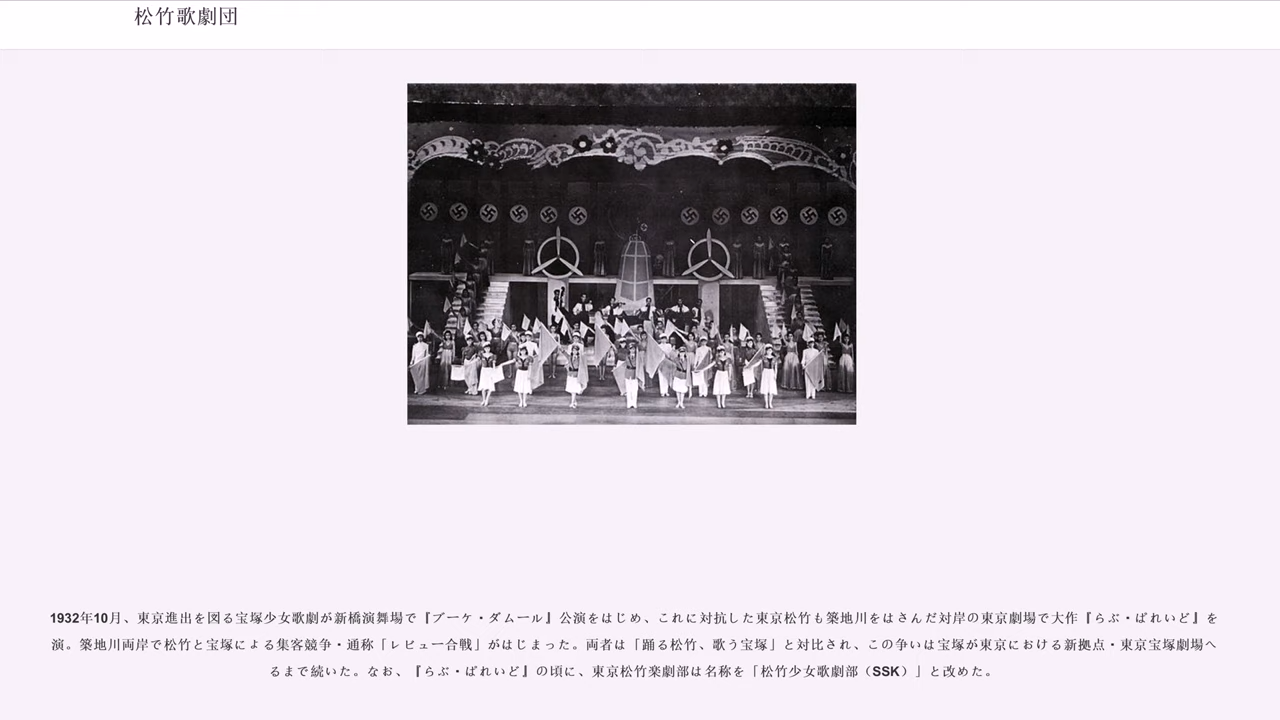 松竹歌劇団
1932年10月、東京進出を図る宝塚少女歌劇が新橋演舞場で『ブーケ・ダムール』公演をはじめ、これに対抗した東京松竹も築地川をはさんだ対岸の東京劇場で大作『らぶ・ぱれいど』を
演。築地川両岸で松竹と宝塚による集客競争・通称「レビュー合戦」がはじまった。両者は「踊る松竹、歌う宝塚」と対比され、この争いは宝塚が東京における新拠点・東京宝塚劇場へ
るまで続いた。なお、『らぶ・ぱれいど』の頃に、東京松竹楽劇部は名称を「松竹少女歌劇部（SSK）」と改めた。